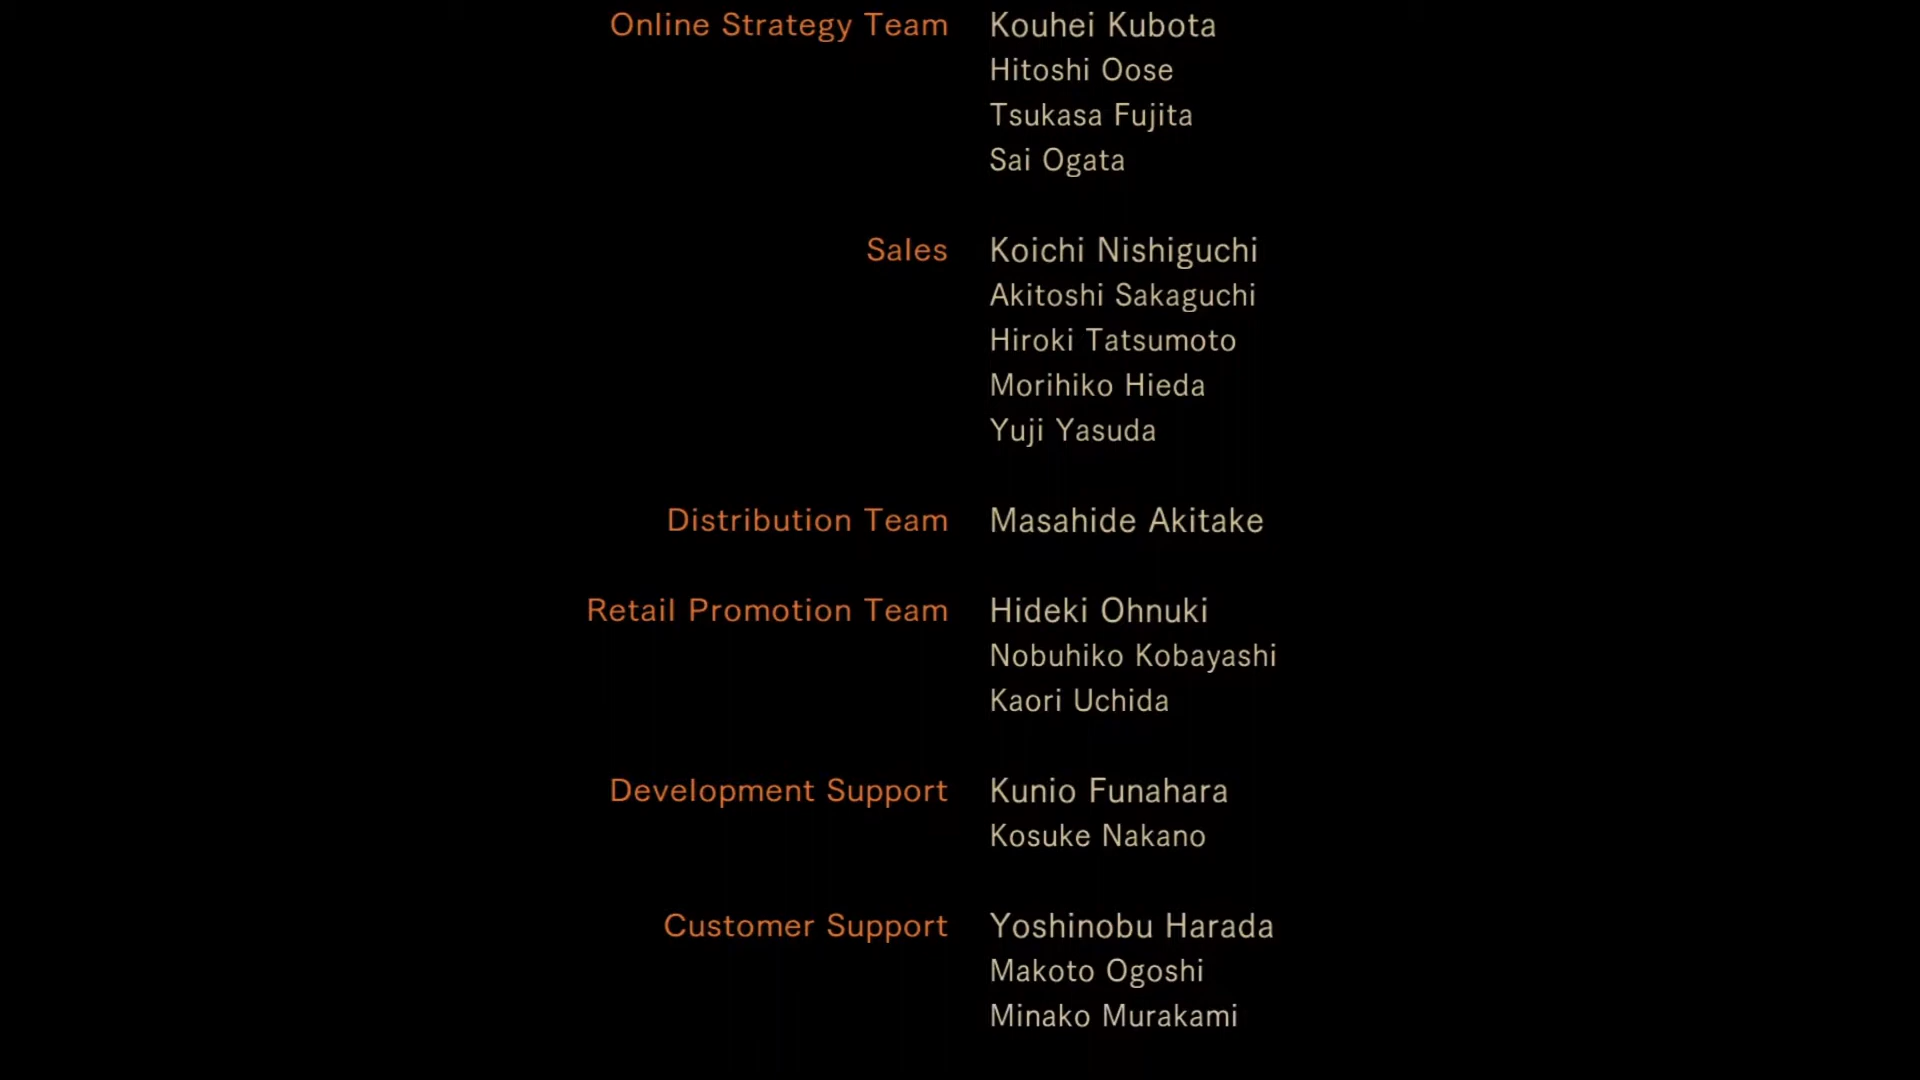 Online Strategy Team Kouhei Kubota
Hitoshi Oose
Tsukasa Fujita
Sai Ogata
Sales Koichi Nishiguchi
Akitoshi Sakaguchi
Hiroki Tatsumoto
Morihiko Hieda
Yuji Yasuda
Distribution Team Masahide Akitake
Retail Promotion Team Hideki Ohnuki
Nobuhiko Kobayashi
Kaori Uchida
Development Support Kunio Funahara
Kosuke Nakano
Customer Support Yoshinobu Harada
Makoto Ogoshi
Minako Murakami